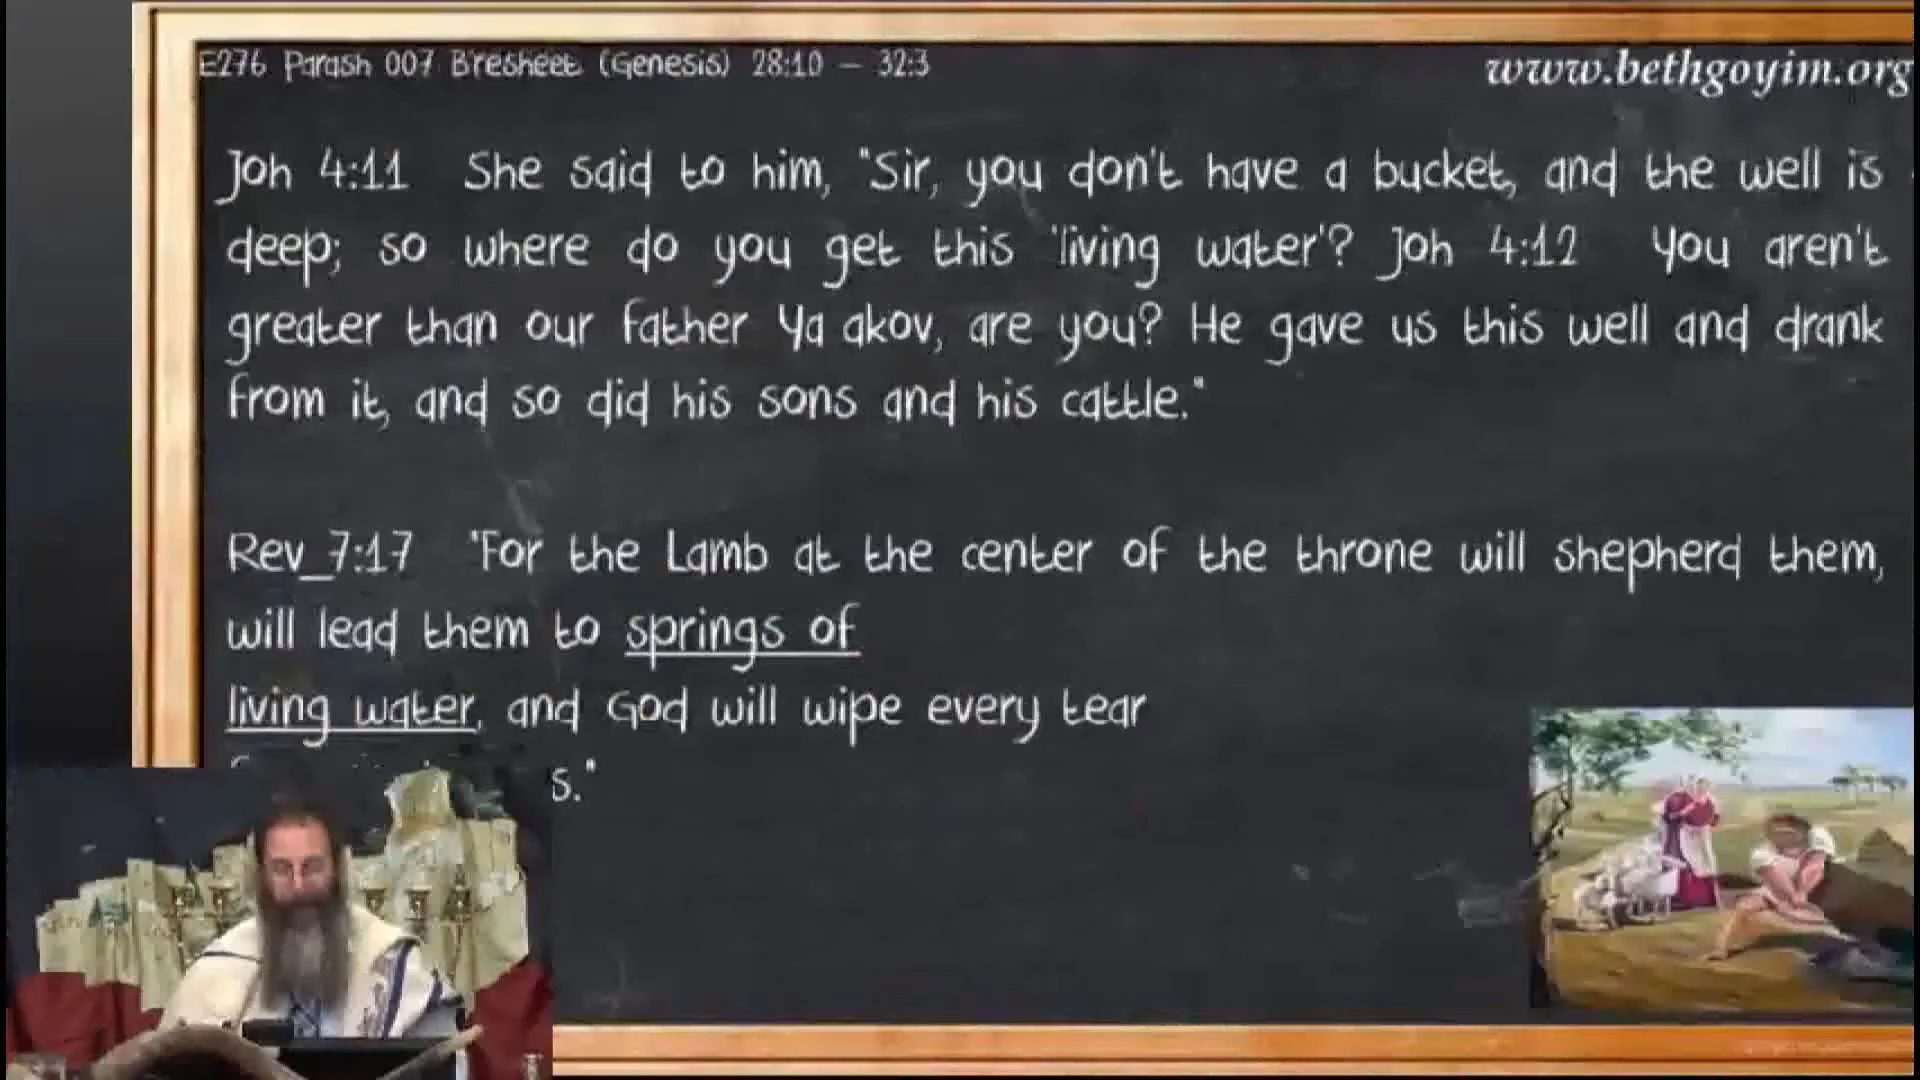 E276 Parash 007 B'resheet (Genesis) 28:10 – 32:3
www.bethgoyim.org
Joh 4:11 She said to him, "Sir, you don't have a bucket, and the well is
deep; so where do you get this 'living water'? Joh 4:12 You aren't
greater than our father Ya akov, are you? He gave us this well and drank
from it, and so did his sons and his cattle."
Rev_7:17 "For the Lamb at the center of the throne will shepherd them,
will lead them to springs of
living water, and God will wipe every tear
s."